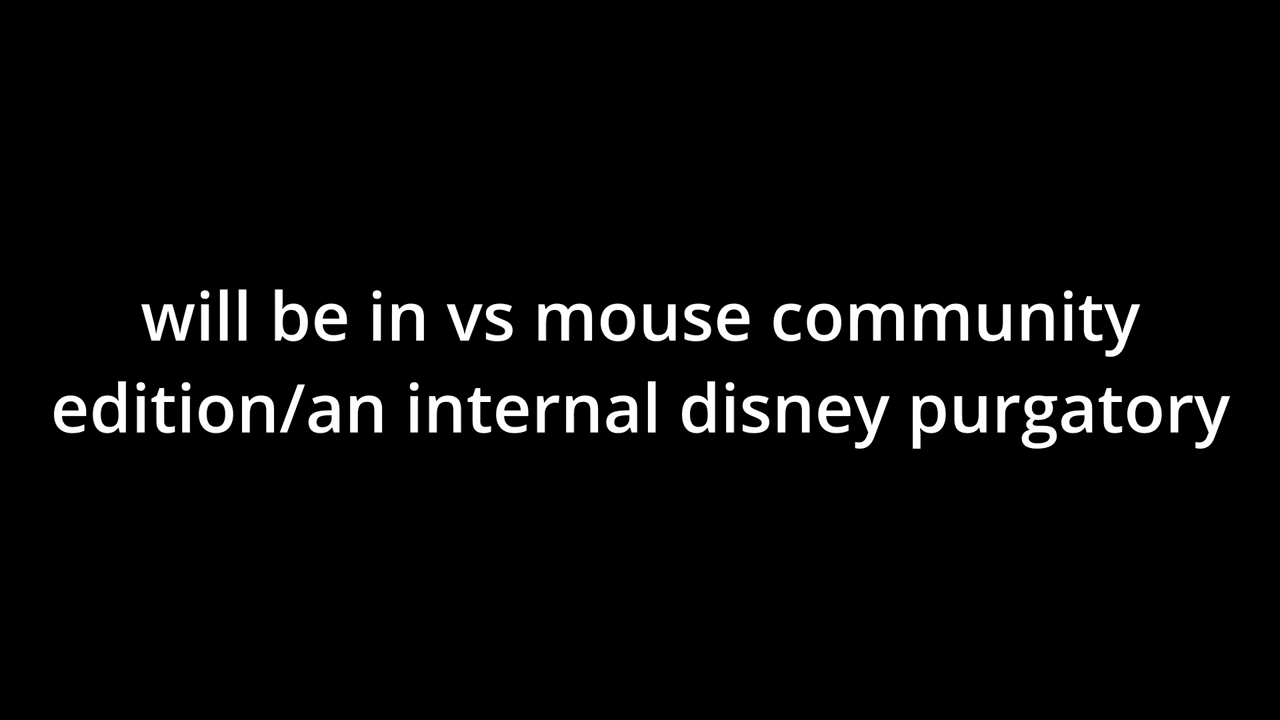 will be in vs mouse community
edition/an internal disney purgatory